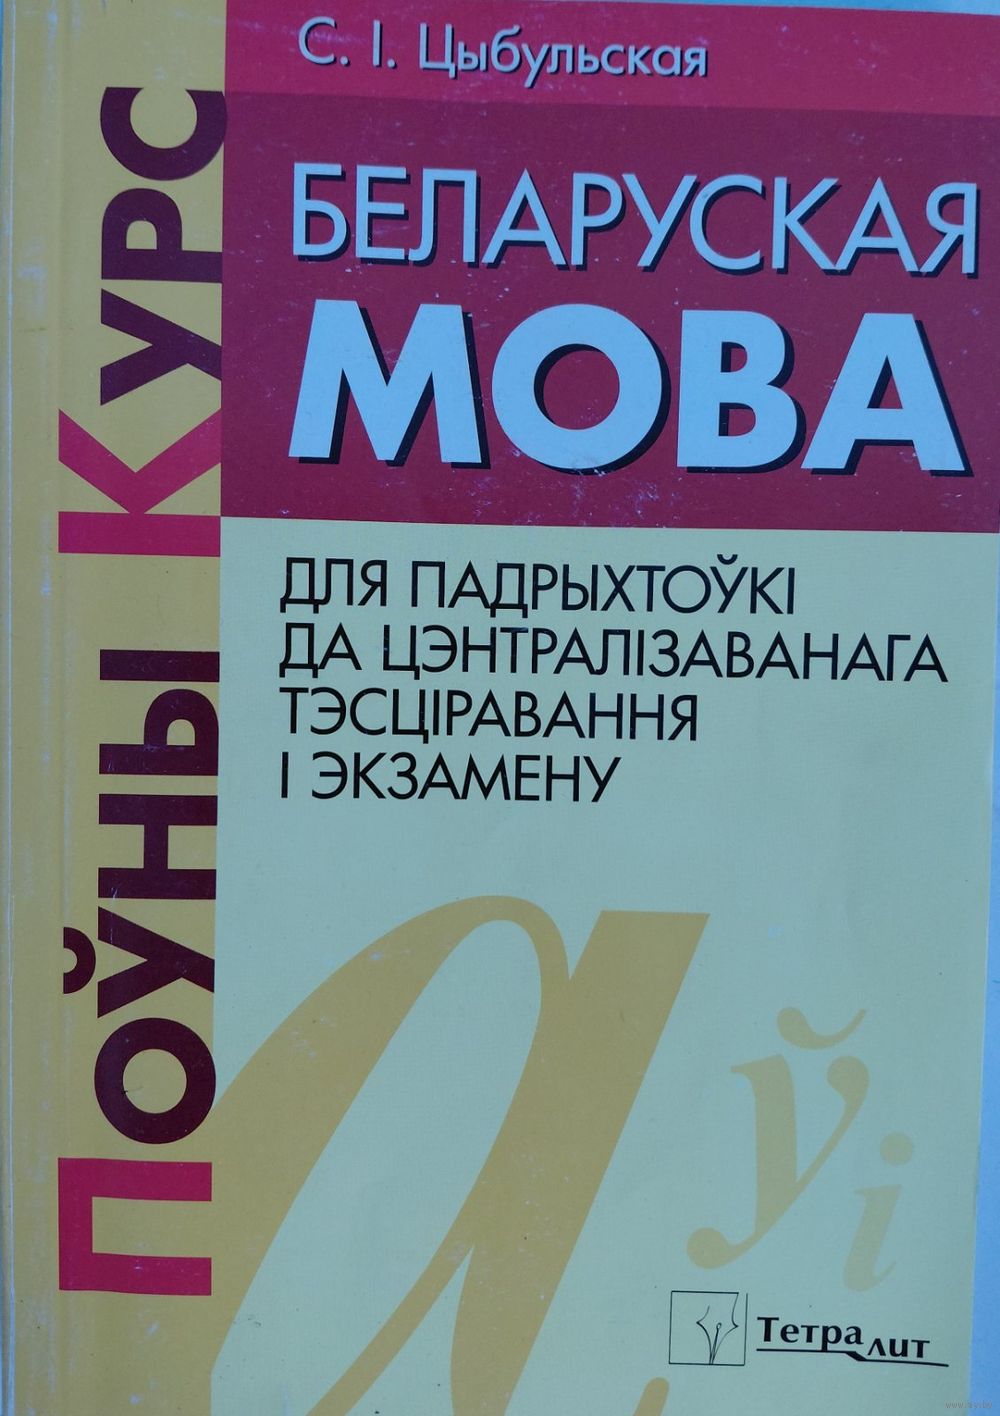 С. І. Цыбульская
БЕЛАРУСКАЯ
МОВА
Поўны Курс
ДЛЯ ПАДРЫХТОЎКІ
ДА ЦЭНТРАЛІЗАВАНАГА
ТЭСЦІРАВАННЯ
І ЭКЗАМЕНУ
а ў і
ТетраЛит